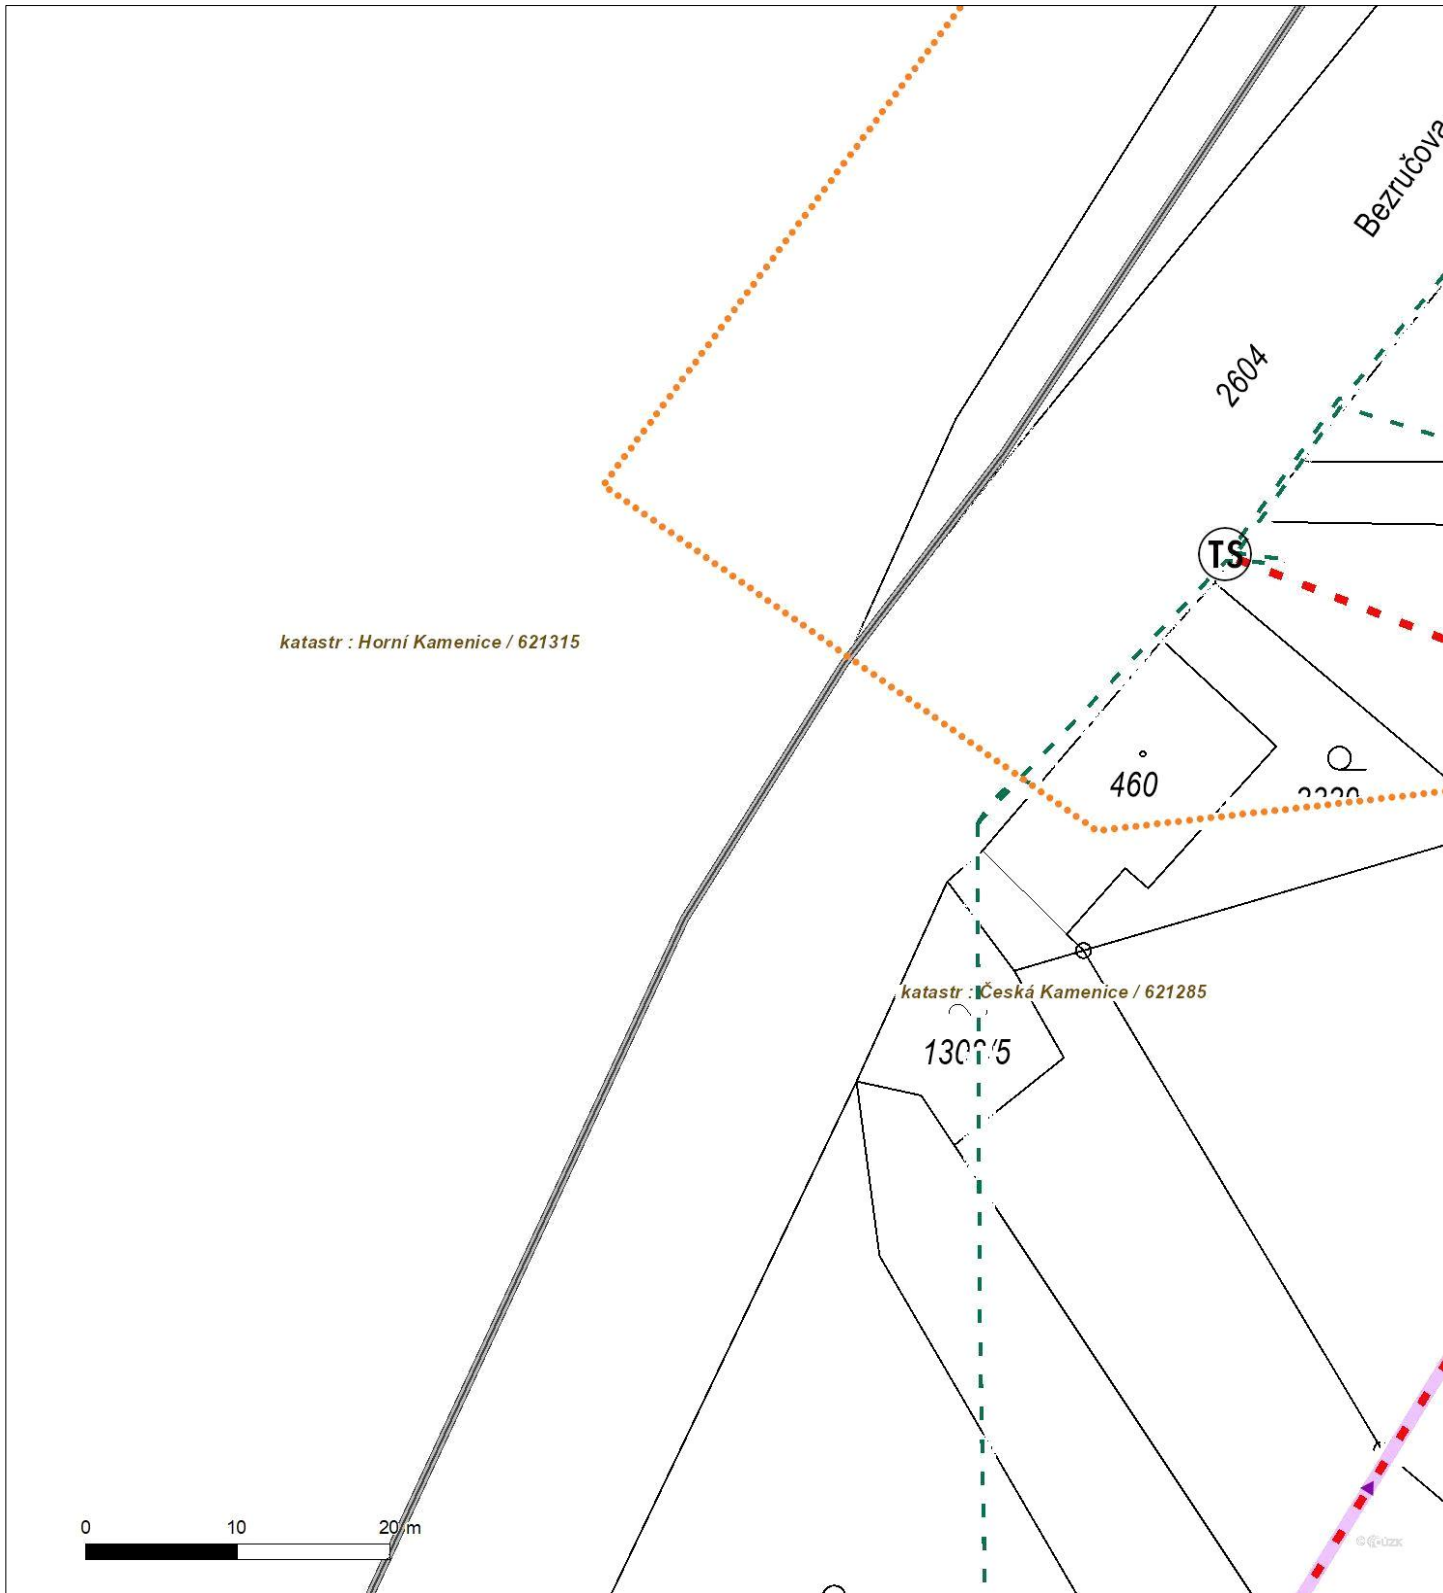 Bezručova
2604
TS
katastr : Horní Kamenice / 621315
460
katastr : Česká Kamenice / 621285
0 10 20 m